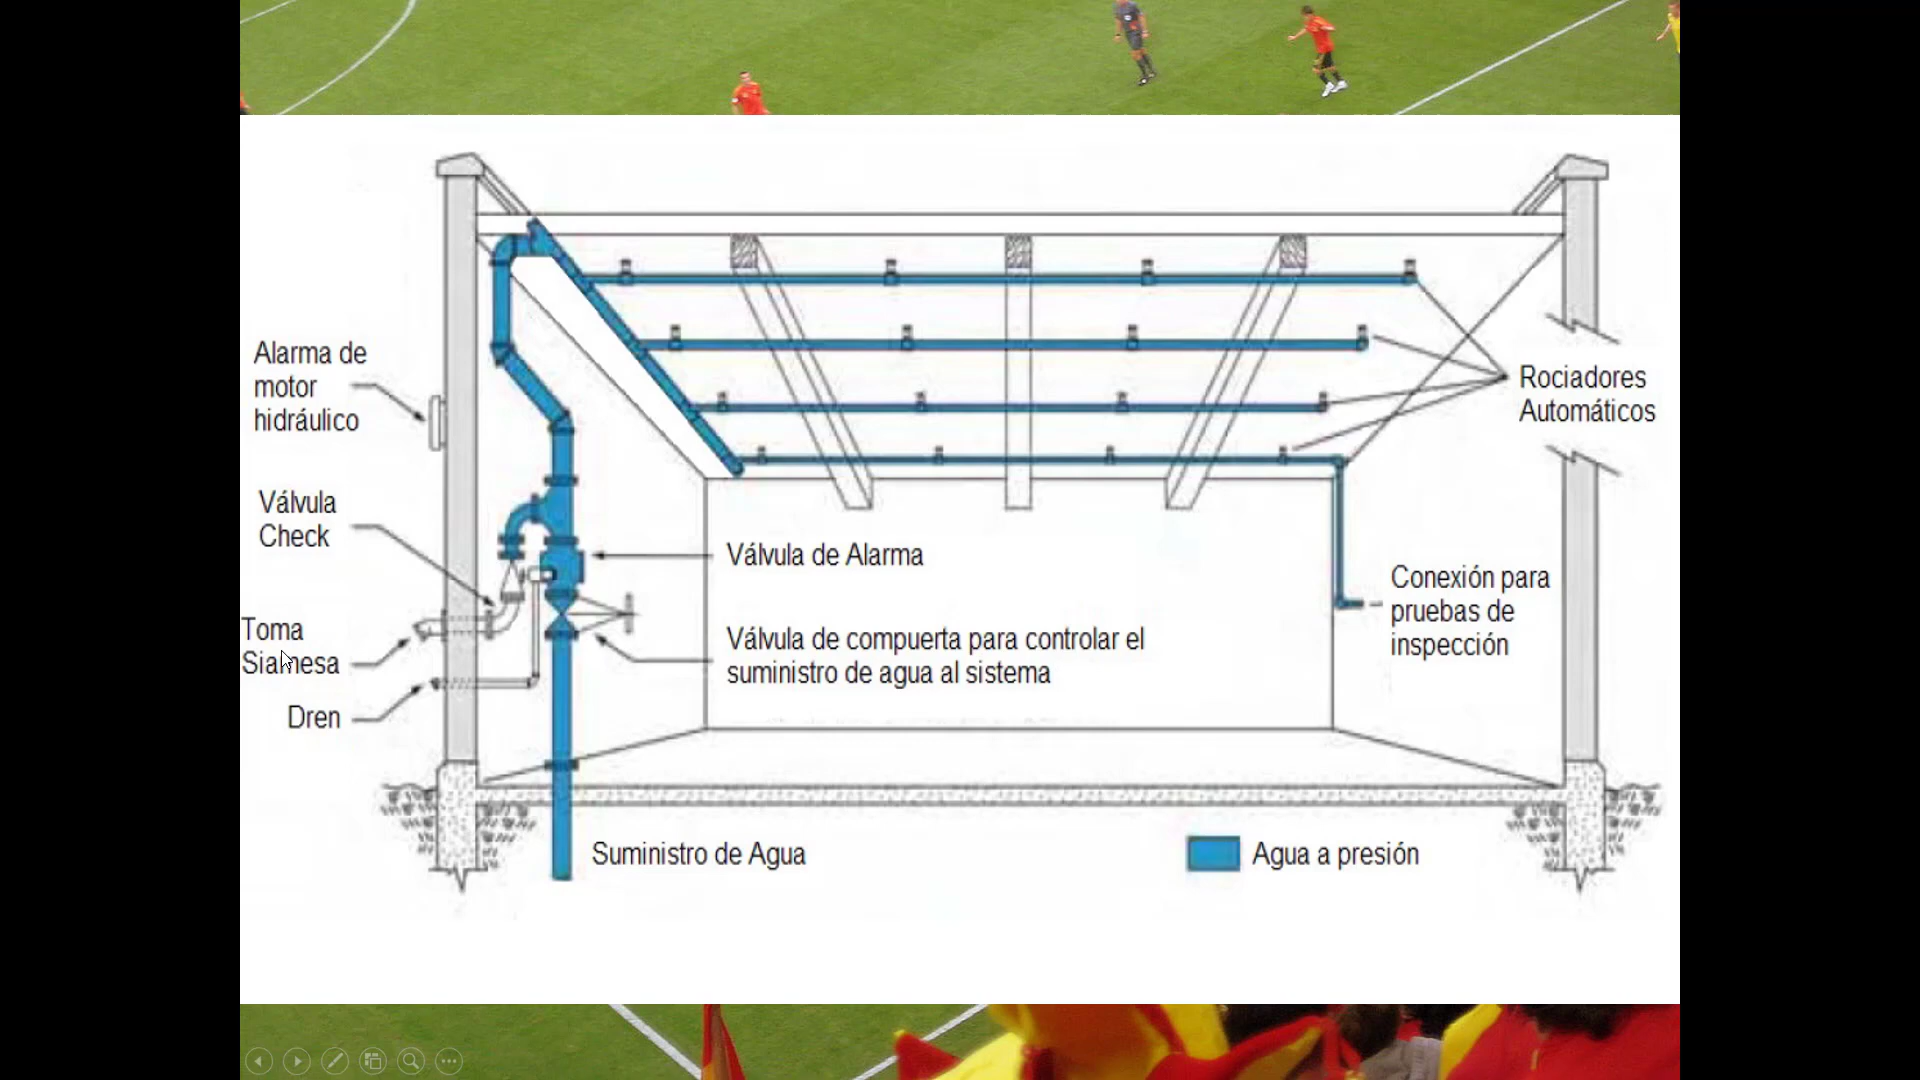 Alarma de
motor
hidráulico
Válvula
Check
Toma
Siamesa
Dren
Válvula de Alarma
Válvula de compuerta para controlar el
suministro de agua al sistema
Rociadores
Automáticos
Conexión para
pruebas de
inspección
Suministro de Agua
Agua a presión